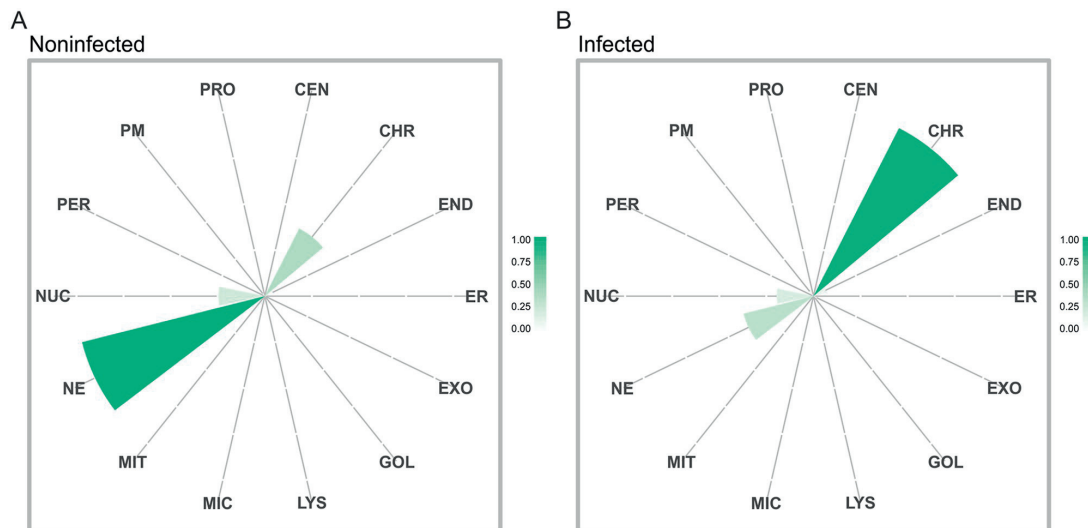 A
Noninfected
PRO CEN
PM CHR
PER END
NUC ER
NE EXO
MIT GOL
MIC LYS
1.00
0.75
0.50
0.25
0.00
B
Infected
PRO CEN
PM CHR
PER END
NUC ER
NE EXO
MIT GOL
MIC LYS
1.00
0.75
0.50
0.25
0.00